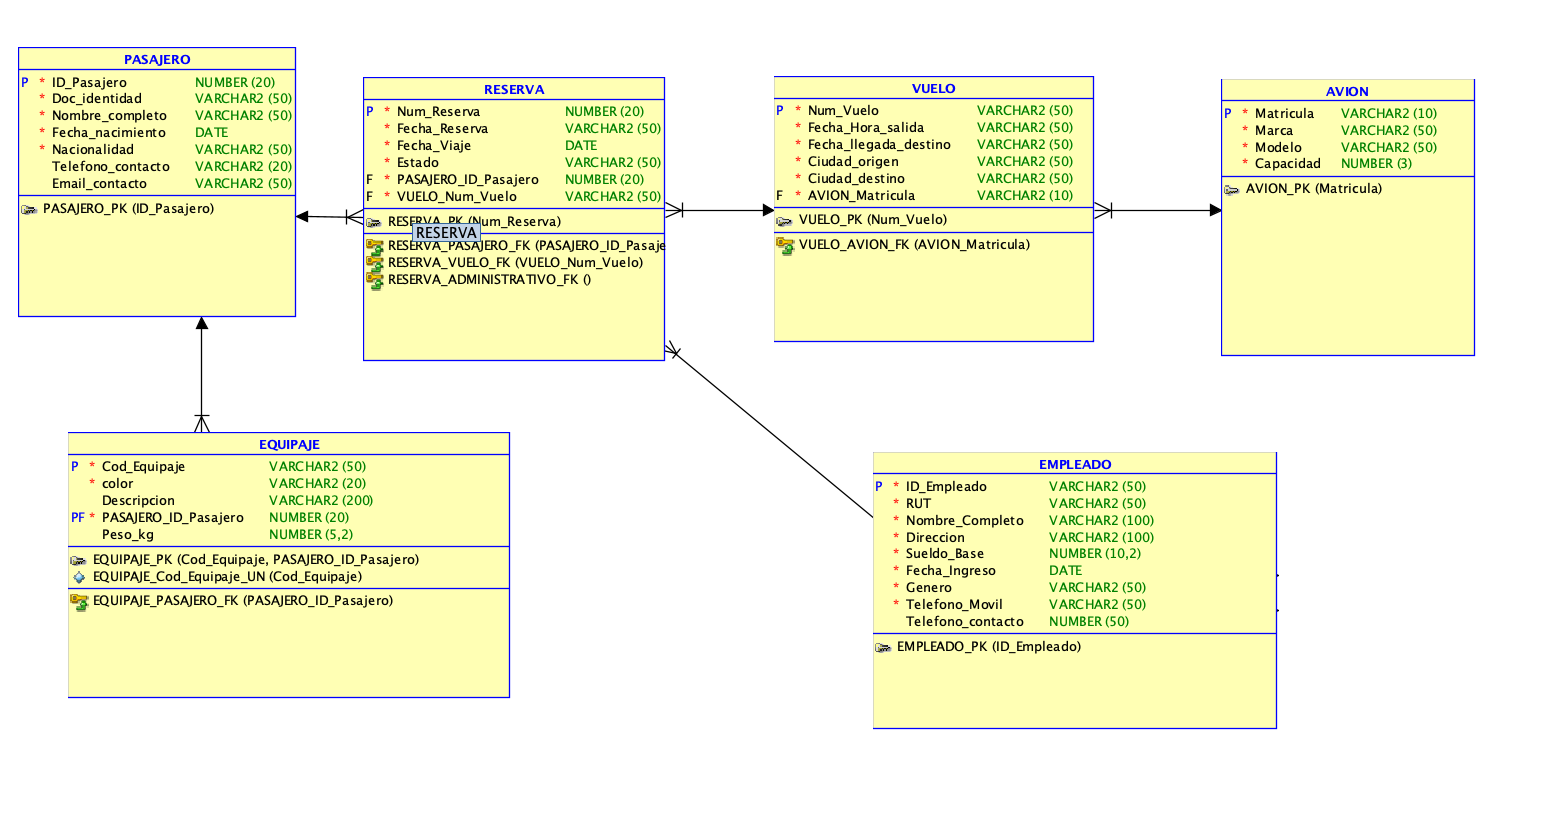 PASAJERO
P * ID_Pasajero NUMBER (20)
* Doc_identidad VARCHAR2 (50)
* Nombre_completo VARCHAR2 (50)
* Fecha_nacimiento DATE
* Nacionalidad VARCHAR2 (50)
Telefono_contacto VARCHAR2 (20)
Email_contacto VARCHAR2 (50)
PASAJERO_PK (ID_Pasajero)
RESERVA
P * Num_Reserva NUMBER (20)
* Fecha_Reserva VARCHAR2 (50)
* Fecha_Viaje DATE
* Estado VARCHAR2 (50)
F * PASAJERO_ID_Pasajero NUMBER (20)
F * VUELO_Num_Vuelo VARCHAR2 (50)
RESERVA_PK (Num_Reserva)
RESERVA
RESERVA_PASAJERO_FK (PASAJERO_ID_Pasaje
RESERVA_VUELO_FK (VUELO_Num_Vuelo)
RESERVA_ADMINISTRATIVO_FK ()
VUELO
P * Num_Vuelo VARCHAR2 (50)
* Fecha_Hora_salida VARCHAR2 (50)
* Fecha_llegada_destino VARCHAR2 (50)
* Ciudad_origen VARCHAR2 (50)
* Ciudad_destino VARCHAR2 (50)
F * AVION_Matricula VARCHAR2 (10)
VUELO_PK (Num_Vuelo)
VUELO_AVION_FK (AVION_Matricula)
AVION
P * Matricula VARCHAR2 (10)
* Marca VARCHAR2 (50)
* Modelo VARCHAR2 (50)
* Capacidad NUMBER (3)
AVION_PK (Matricula)
EQUIPAJE
P * Cod_Equipaje VARCHAR2 (50)
* color VARCHAR2 (20)
Descripcion VARCHAR2 (200)
PF * PASAJERO_ID_Pasajero NUMBER (20)
Peso_kg NUMBER (5,2)
EQUIPAJE_PK (Cod_Equipaje, PASAJERO_ID_Pasajero)
EQUIPAJE_Cod_Equipaje_UN (Cod_Equipaje)
EQUIPAJE_PASAJERO_FK (PASAJERO_ID_Pasajero)
EMPLEADO
P * ID_Empleado VARCHAR2 (50)
* RUT VARCHAR2 (50)
* Nombre_Completo VARCHAR2 (100)
* Direccion VARCHAR2 (100)
* Sueldo_Base NUMBER (10,2)
* Fecha_Ingreso DATE
* Genero VARCHAR2 (50)
* Telefono_Movil VARCHAR2 (50)
Telefono_contacto NUMBER (50)
EMPLEADO_PK (ID_Empleado)